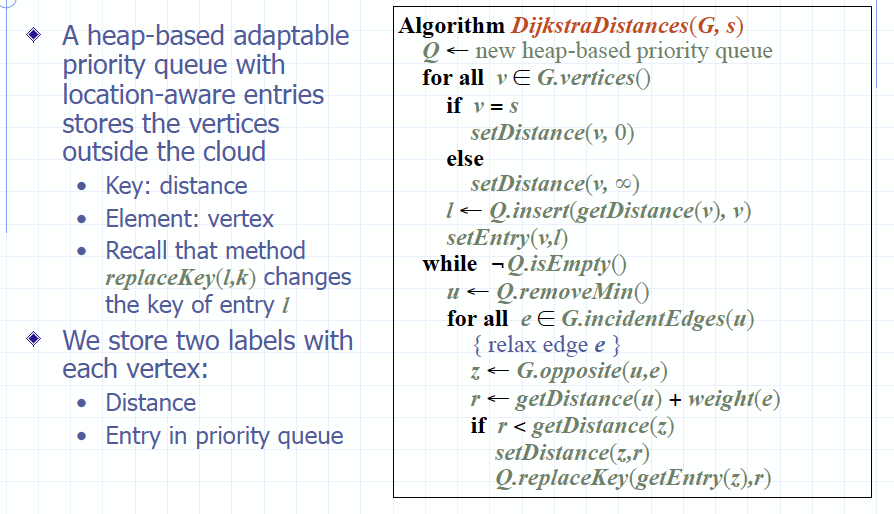 A heap-based adaptable
priority queue with
location-aware entries
stores the vertices
outside the cloud
• Key: distance
• Element: vertex
• Recall that method
replaceKey(l,k) changes
the key of entry l
We store two labels with
each vertex:
• Distance
• Entry in priority queue
Algorithm DijkstraDistances(G, s)
Q ← new heap-based priority queue
for all v ∈ G.vertices()
if v = s
setDistance(v, 0)
else
setDistance(v, ∞)
l ← Q.insert(getDistance(v), v)
setEntry(v,l)
while ¬Q.isEmpty()
u ← Q.removeMin()
for all e ∈ G.incidentEdges(u)
{ relax edge e }
z ← G.opposite(u,e)
r ← getDistance(u) + weight(e)
if r < getDistance(z)
setDistance(z,r)
Q.replaceKey(getEntry(z),r)